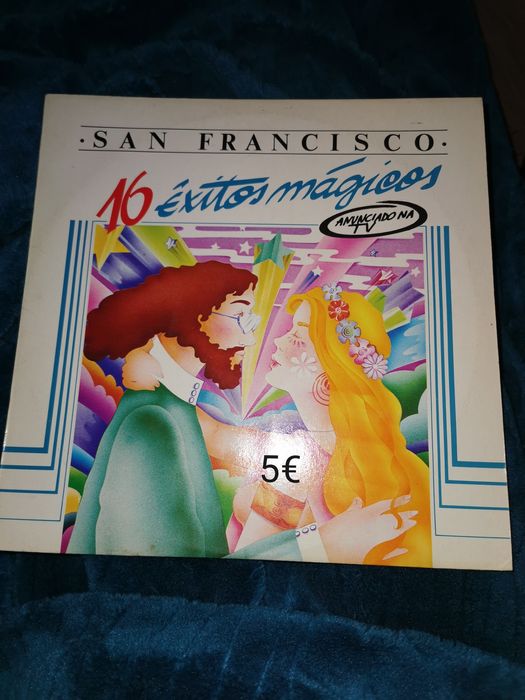 ·SAN FRANCISCO·
16 êxitos mágicos
ANUNCIADO NA
TV
5€